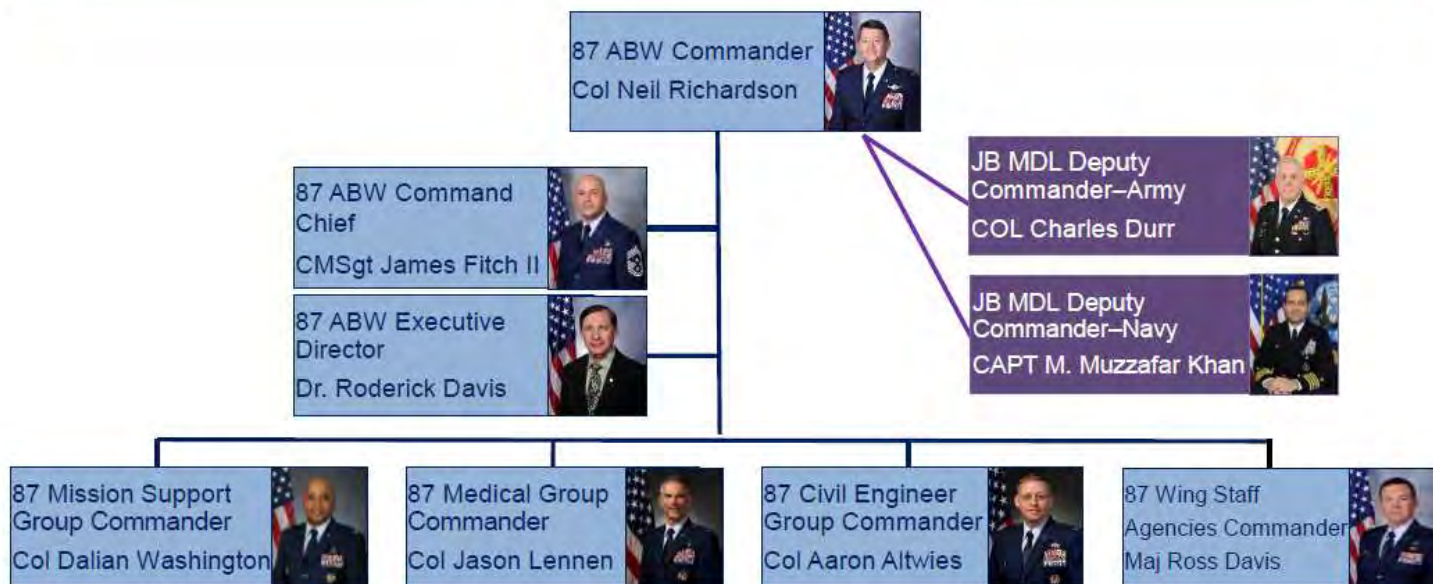 87 ABW Commander
Col Neil Richardson
JB MDL Deputy
Commander–Army
COL Charles Durr
87 ABW Command
Chief
CMSgt James Fitch II
JB MDL Deputy
Commander–Navy
CAPT M. Muzzafar Khan
87 ABW Executive
Director
Dr. Roderick Davis
87 Mission Support
Group Commander
Col Dalian Washington
87 Medical Group
Commander
Col Jason Lennen
87 Civil Engineer
Group Commander
Col Aaron Altwies
87 Wing Staff
Agencies Commander
Maj Ross Davis